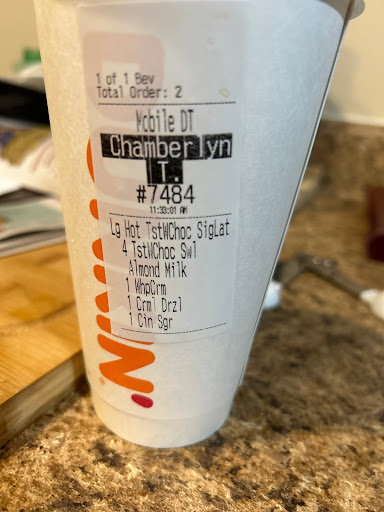 1 of 1 Bev
Total Order: 2
Mobile DT
Chamberlyn
T.
#7484
11:33:01 AM
Lg Hot TstWChoc SigLat
4 TstWChoc Swl
Almond Milk
1 WhpCrm
1 Crml Drzl
1 Cin Sgr